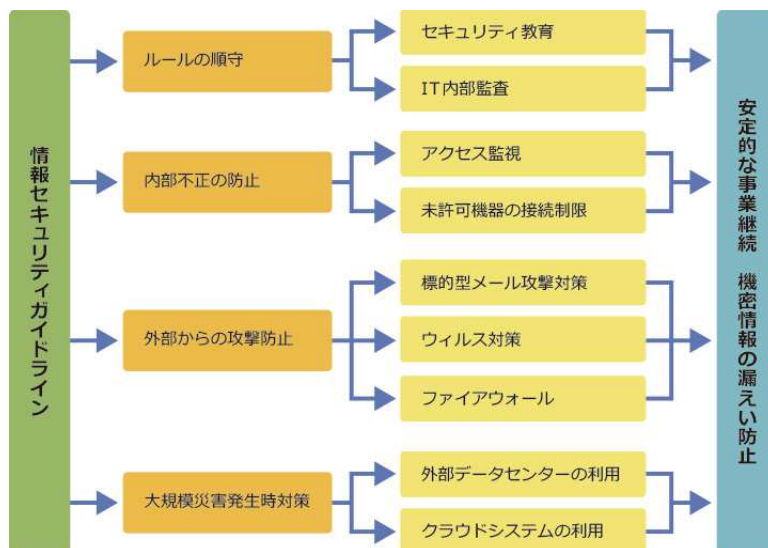 情報セキュリティガイドライン
ルールの順守
セキュリティ教育
IT内部監査
内部不正の防止
アクセス監視
未許可機器の接続制限
外部からの攻撃防止
標的型メール攻撃対策
ウィルス対策
ファイアウォール
大規模災害発生時対策
外部データセンターの利用
クラウドシステムの利用
安定的な事業継続 機密情報の漏えい防止